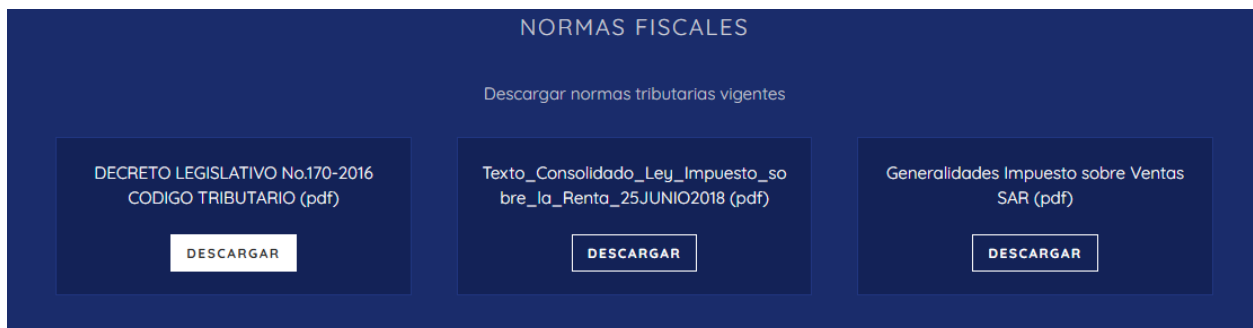 NORMAS FISCALES
Descargar normas tributarias vigentes
DECRETO LEGISLATIVO No.170-2016
CODIGO TRIBUTARIO (pdf)
DESCARGAR
Texto_Consolidado_Ley_Impuesto_so
bre_la_Renta_25JUNIO2018 (pdf)
DESCARGAR
Generalidades Impuesto sobre Ventas
SAR (pdf)
DESCARGAR